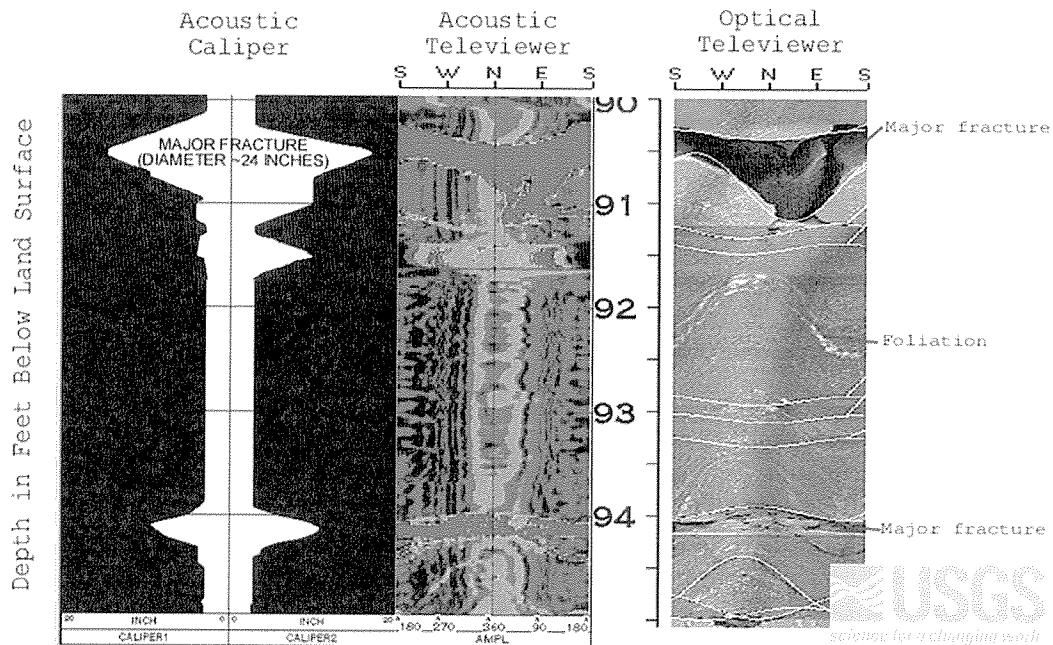 Acoustic
Caliper
Acoustic
Televiewer
Optical
Televiewer
S W N E S
S W N E S
Depth in Feet Below Land Surface
MAJOR FRACTURE
(DIAMETER ~24 INCHES)
90
91
92
93
94
Major fracture
Foliation
Major fracture
20 INCH 0 0 INCH 20
CALIPER1 CALIPER2
180 270 360 90 180
AMPL
USGS
science for a changing world